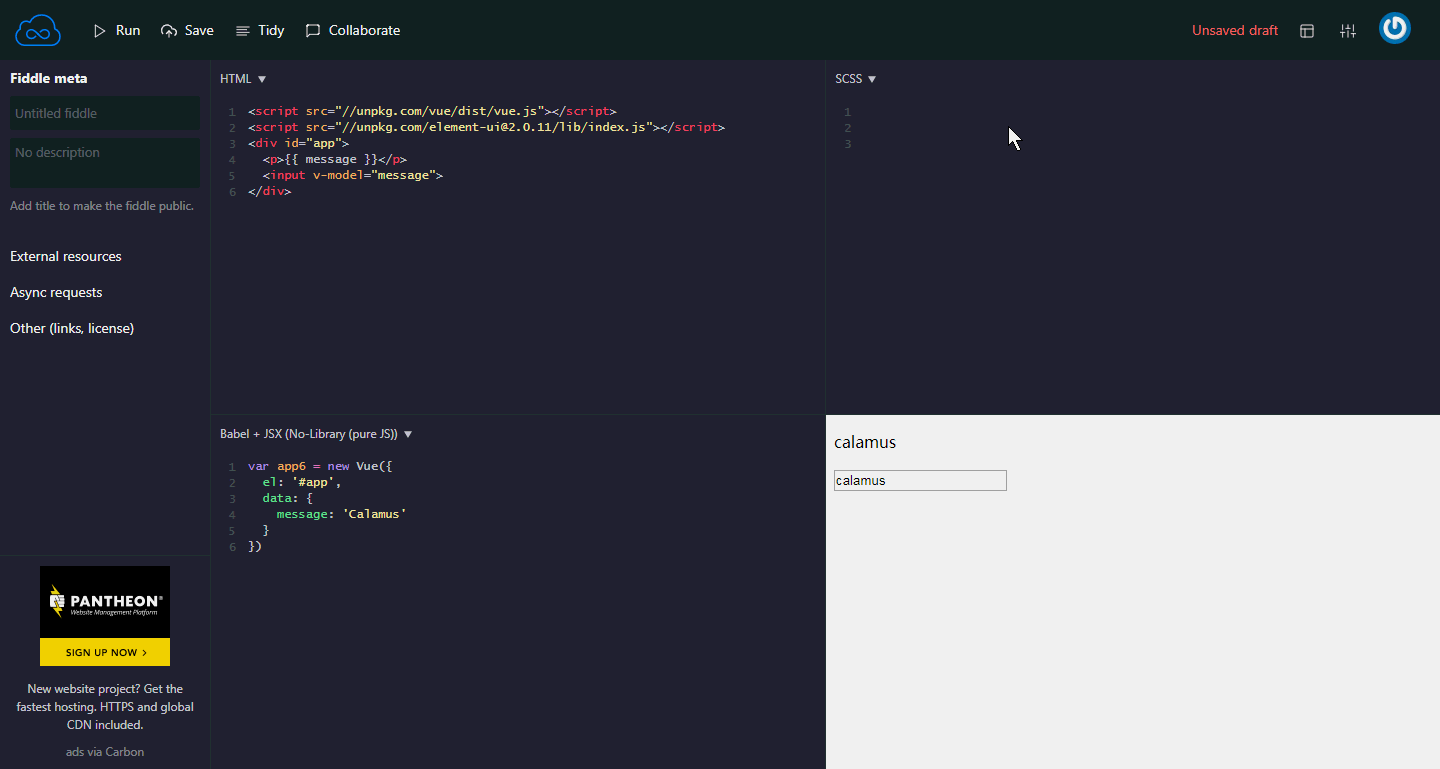 Run Save Tidy Collaborate Unsaved draft
Fiddle meta
Untitled fiddle
No description
Add title to make the fiddle public.
External resources
Async requests
Other (links, license)
PANTHEON®
Website Management Platform
SIGN UP NOW >
New website project? Get the
fastest hosting. HTTPS and global
CDN included.
ads via Carbon
HTML ▼
1 <script src="//unpkg.com/vue/dist/vue.js"></script>
2 <script src="//unpkg.com/element-ui@2.0.11/lib/index.js"></script>
3 <div id="app">
4 <p>{{ message }}</p>
5 <input v-model="message">
6 </div>
SCSS ▼
1
2
3
Babel + JSX (No-Library (pure JS)) ▼
1 var app6 = new Vue({
2 el: '#app',
3 data: {
4 message: 'Calamus'
5 }
6 })
calamus
calamus